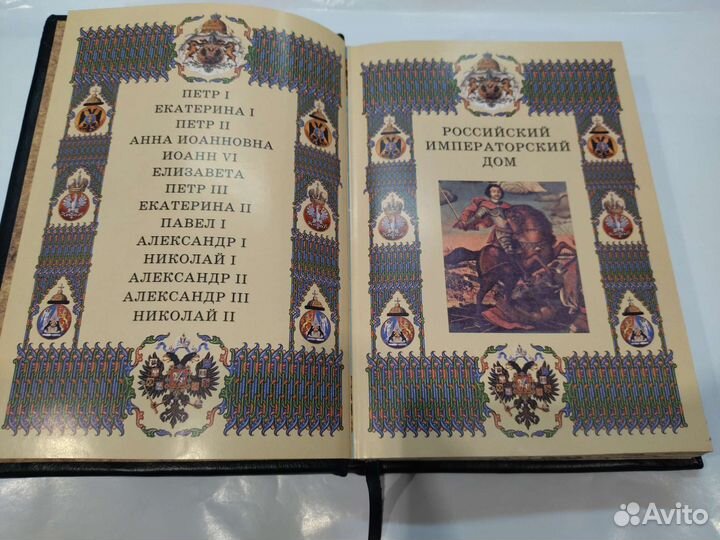 ПЕТР I
ЕКАТЕРИНА I
ПЕТР II
АННА ИОАННОВНА
ИОАНН VI
ЕЛИЗАВЕТА
ПЕТР III
ЕКАТЕРИНА II
ПАВЕЛ I
АЛЕКСАНДР I
НИКОЛАЙ I
АЛЕКСАНДР II
АЛЕКСАНДР III
НИКОЛАЙ II
РОССИЙСКИЙ
ИМПЕРАТОРСКИЙ
ДОМ
Avito